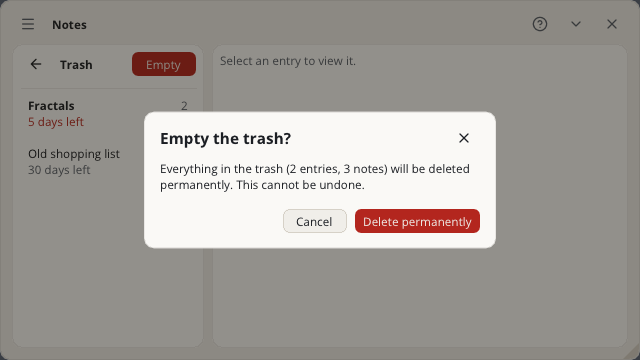 Notes
Trash
Empty
Select an entry to view it.
Fractals
2
5 days left
Old shopping list
30 days left
Empty the trash?
Everything in the trash (2 entries, 3 notes) will be deleted
permanently. This cannot be undone.
Cancel
Delete permanently